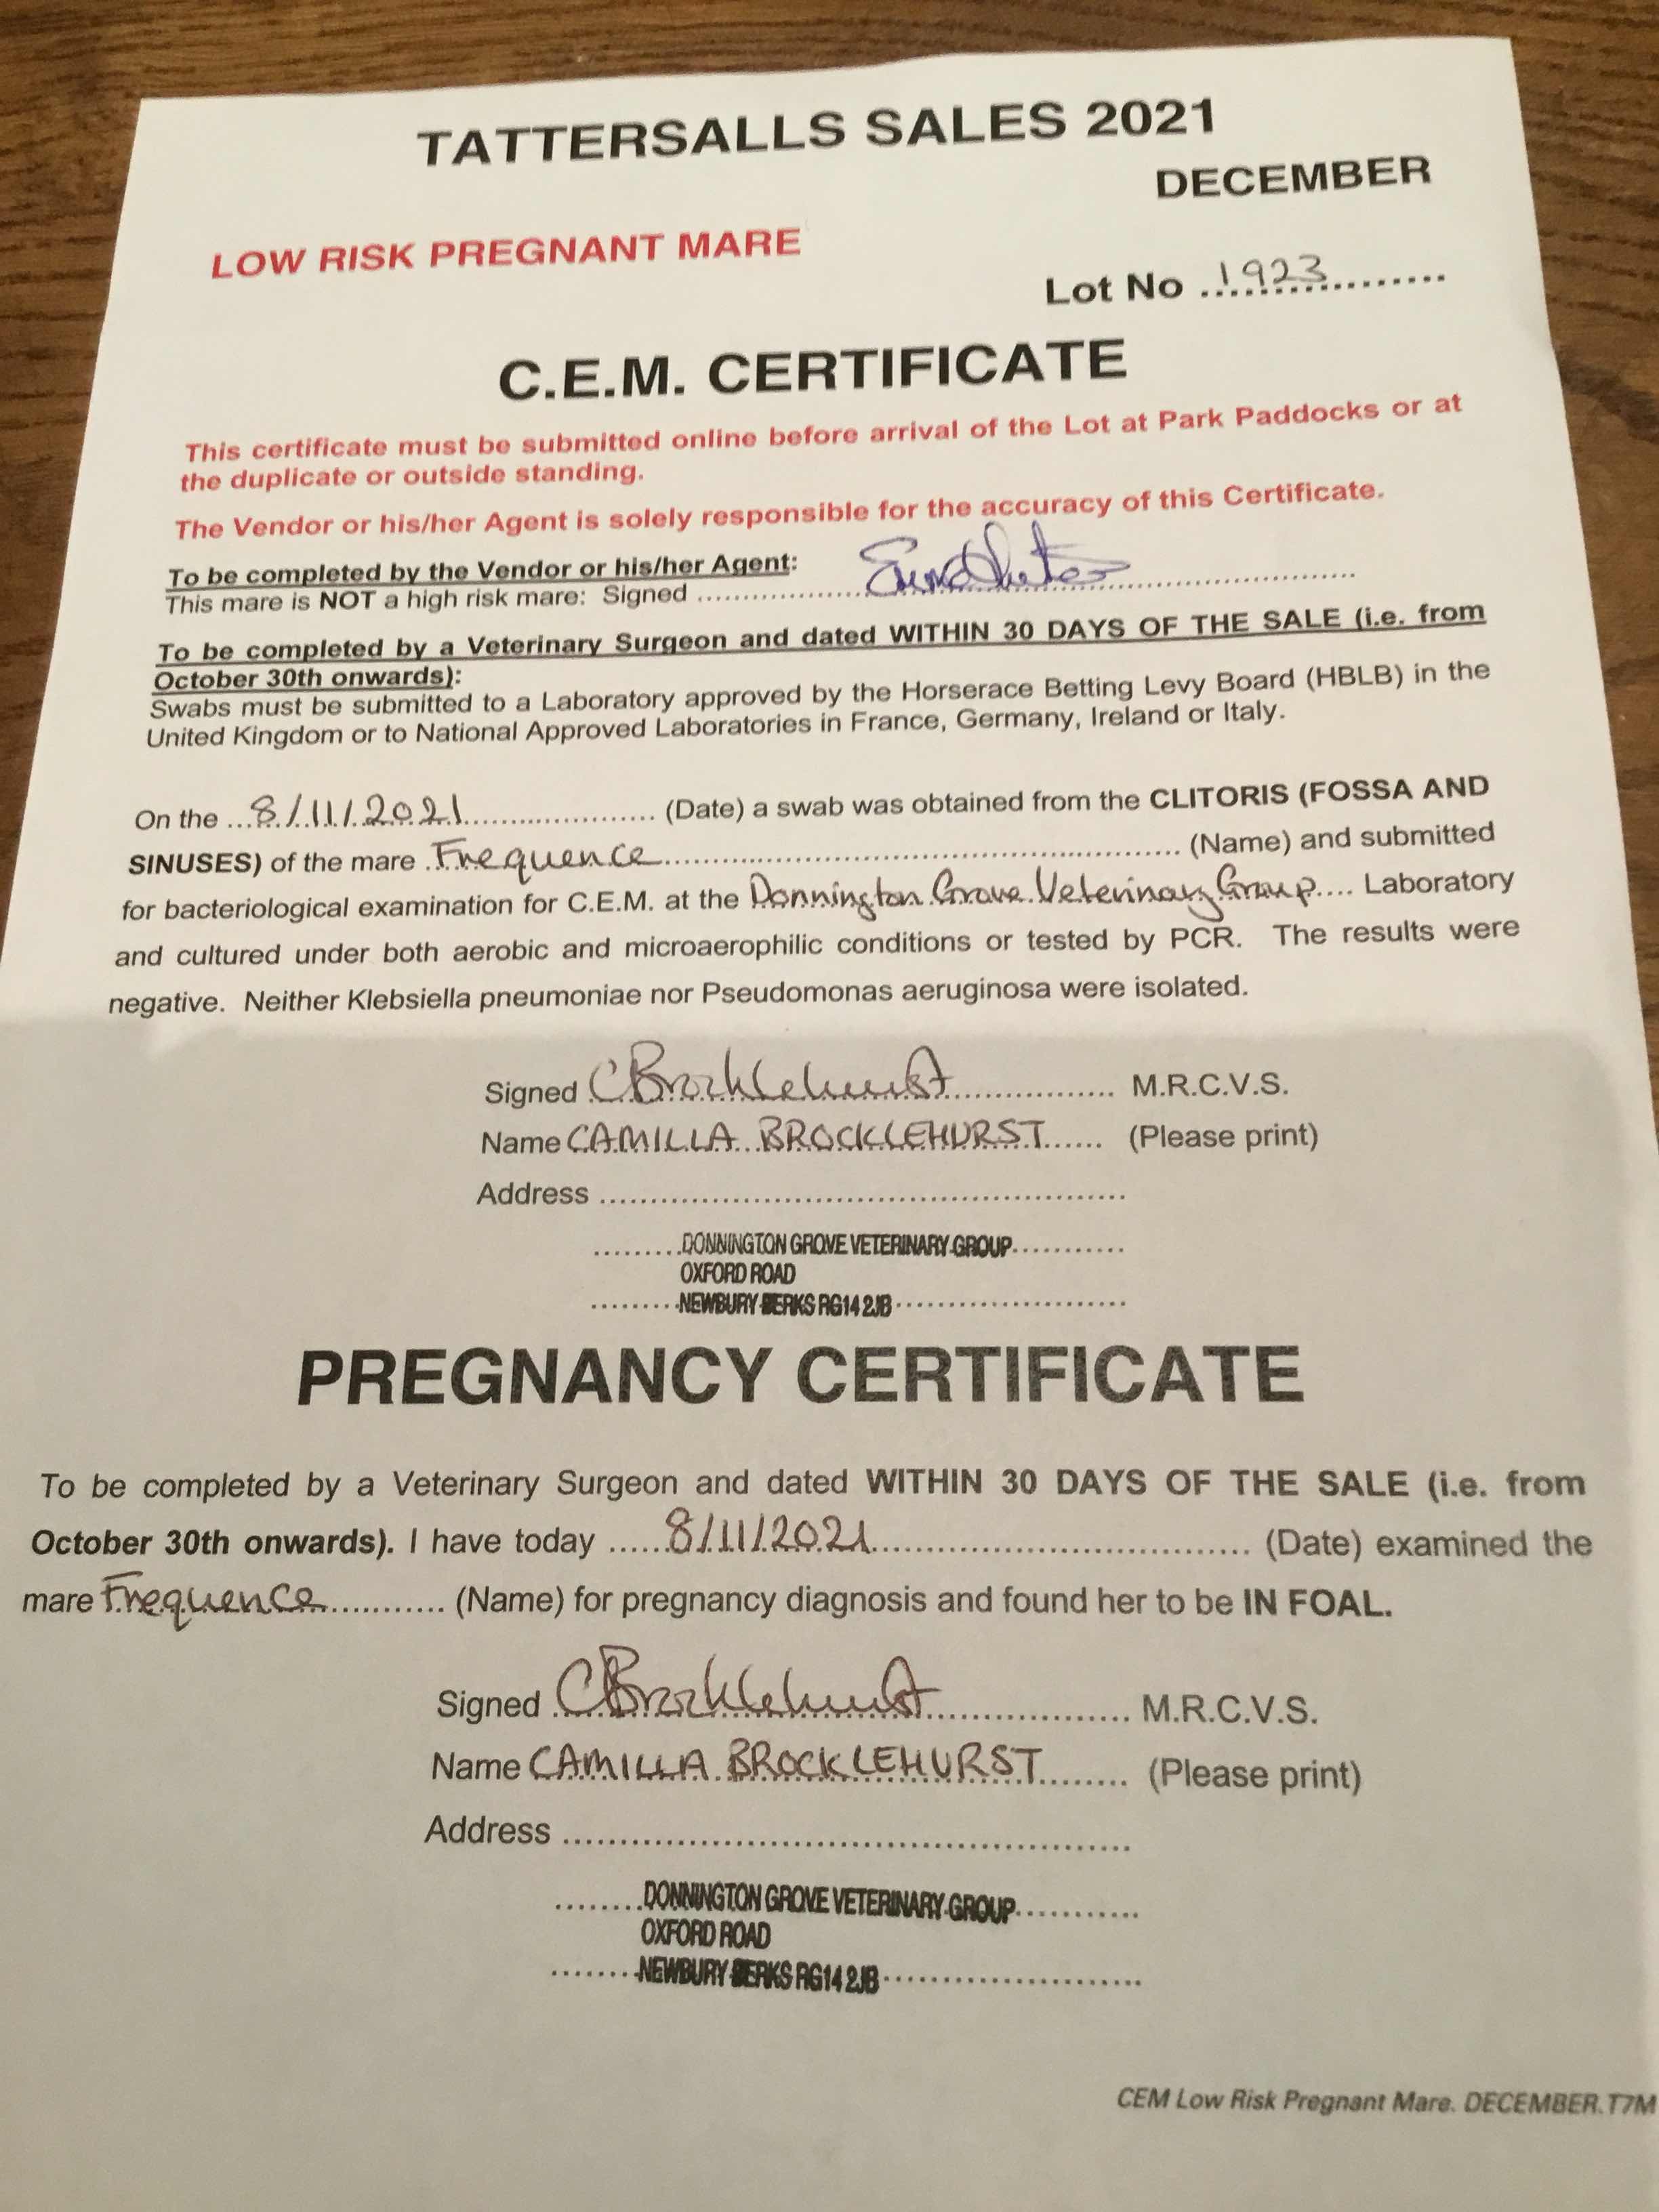 TATTERSALLS SALES 2021
DECEMBER
LOW RISK PREGNANT MARE
Lot No ..1923..............
C.E.M. CERTIFICATE
This certificate must be submitted online before arrival of the Lot at Park Paddocks or at
the duplicate or outside standing.
The Vendor or his/her Agent is solely responsible for the accuracy of this Certificate.
To be completed by the Vendor or his/her Agent:
This mare is NOT a high risk mare: Signed
To be completed by a Veterinary Surgeon and dated WITHIN 30 DAYS OF THE SALE (i.e. from
October 30th onwards):
Swabs must be submitted to a Laboratory approved by the Horserace Betting Levy Board (HBLB) in the
United Kingdom or to National Approved Laboratories in France, Germany, Ireland or Italy.
On the ...8/11/2021...................... (Date) a swab was obtained from the CLITORIS (FOSSA AND
SINUSES) of the mare .Frequence........................................................ (Name) and submitted
for bacteriological examination for C.E.M. at the Donnington Grove Veterinary Group.... Laboratory
and cultured under both aerobic and microaerophilic conditions or tested by PCR. The results were
negative. Neither Klebsiella pneumoniae nor Pseudomonas aeruginosa were isolated.
Signed CBrocklehurst................... M.R.C.V.S.
Name CAMILLA BROCKLEHURST...... (Please print)
Address ......................................................
DONNINGTON GROVE VETERINARY GROUP
OXFORD ROAD
NEWBURY BERKS RG14 2JB
PREGNANCY CERTIFICATE
To be completed by a Veterinary Surgeon and dated WITHIN 30 DAYS OF THE SALE (i.e. from
October 30th onwards). I have today ......8/11/2021....................................... (Date) examined the
mare Frequence............ (Name) for pregnancy diagnosis and found her to be IN FOAL.
Signed CBrocklehurst..................... M.R.C.V.S.
Name CAMILLA BROCKLEHURST........ (Please print)
Address ......................................................
DONNINGTON GROVE VETERINARY GROUP
OXFORD ROAD
NEWBURY BERKS RG14 2JB
CEM Low Risk Pregnant Mare. DECEMBER.T7M